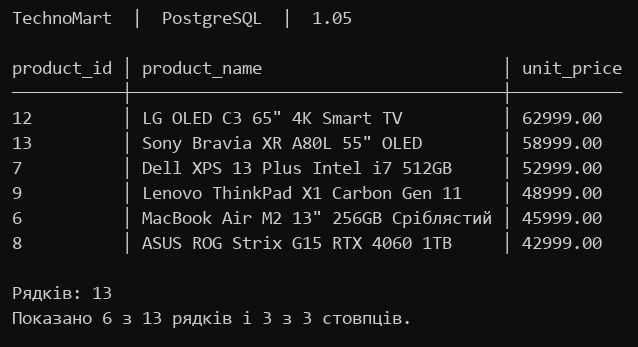 TechnoMart | PostgreSQL | 1.05
product_id | product_name | unit_price
12 | LG OLED C3 65" 4K Smart TV | 62999.00
13 | Sony Bravia XR A80L 55" OLED | 58999.00
7 | Dell XPS 13 Plus Intel i7 512GB | 52999.00
9 | Lenovo ThinkPad X1 Carbon Gen 11 | 48999.00
6 | MacBook Air M2 13" 256GB Сріблястий | 45999.00
8 | ASUS ROG Strix G15 RTX 4060 1TB | 42999.00
Рядків: 13
Показано 6 з 13 рядків і 3 з 3 стовпців.